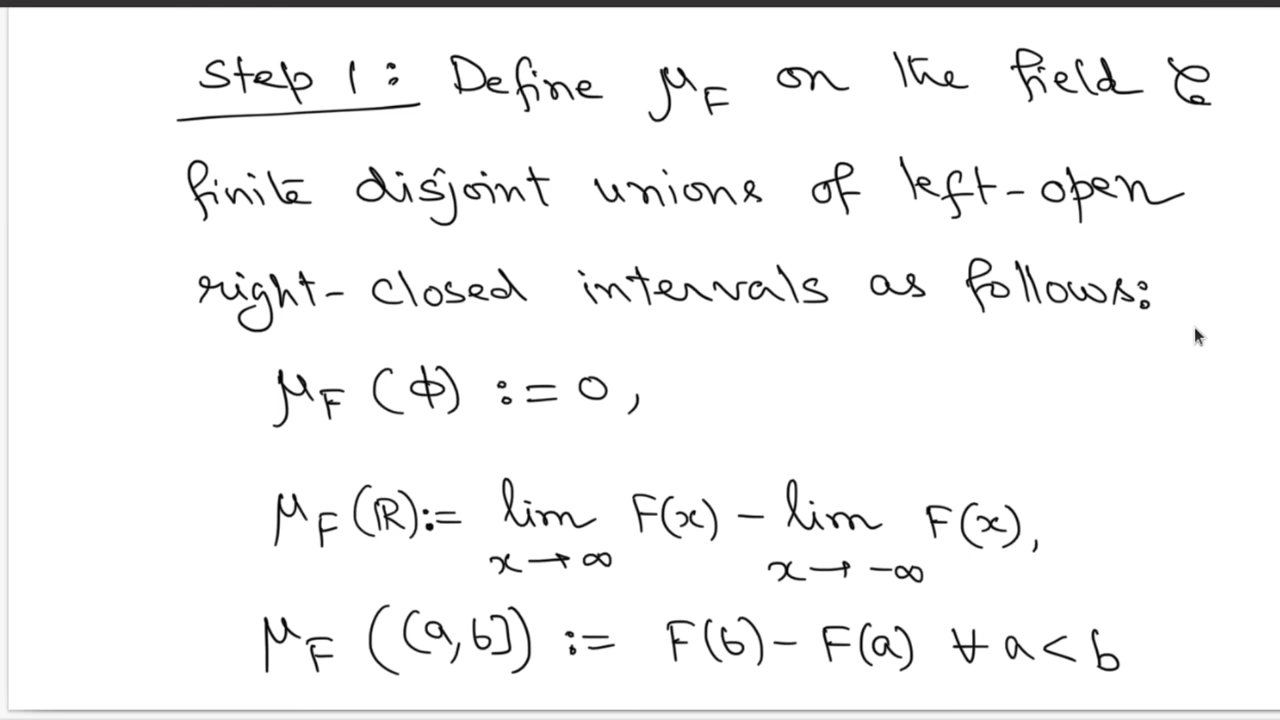 Step 1: Define μ_F on the field 𝒞
finite disjoint unions of left-open
right-closed intervals as follows:
μ_F (ϕ) := 0,
μ_F (ℝ) := lim_{x→∞} F(x) - lim_{x→-∞} F(x),
μ_F ((a,b]) := F(b) - F(a) ∀ a < b